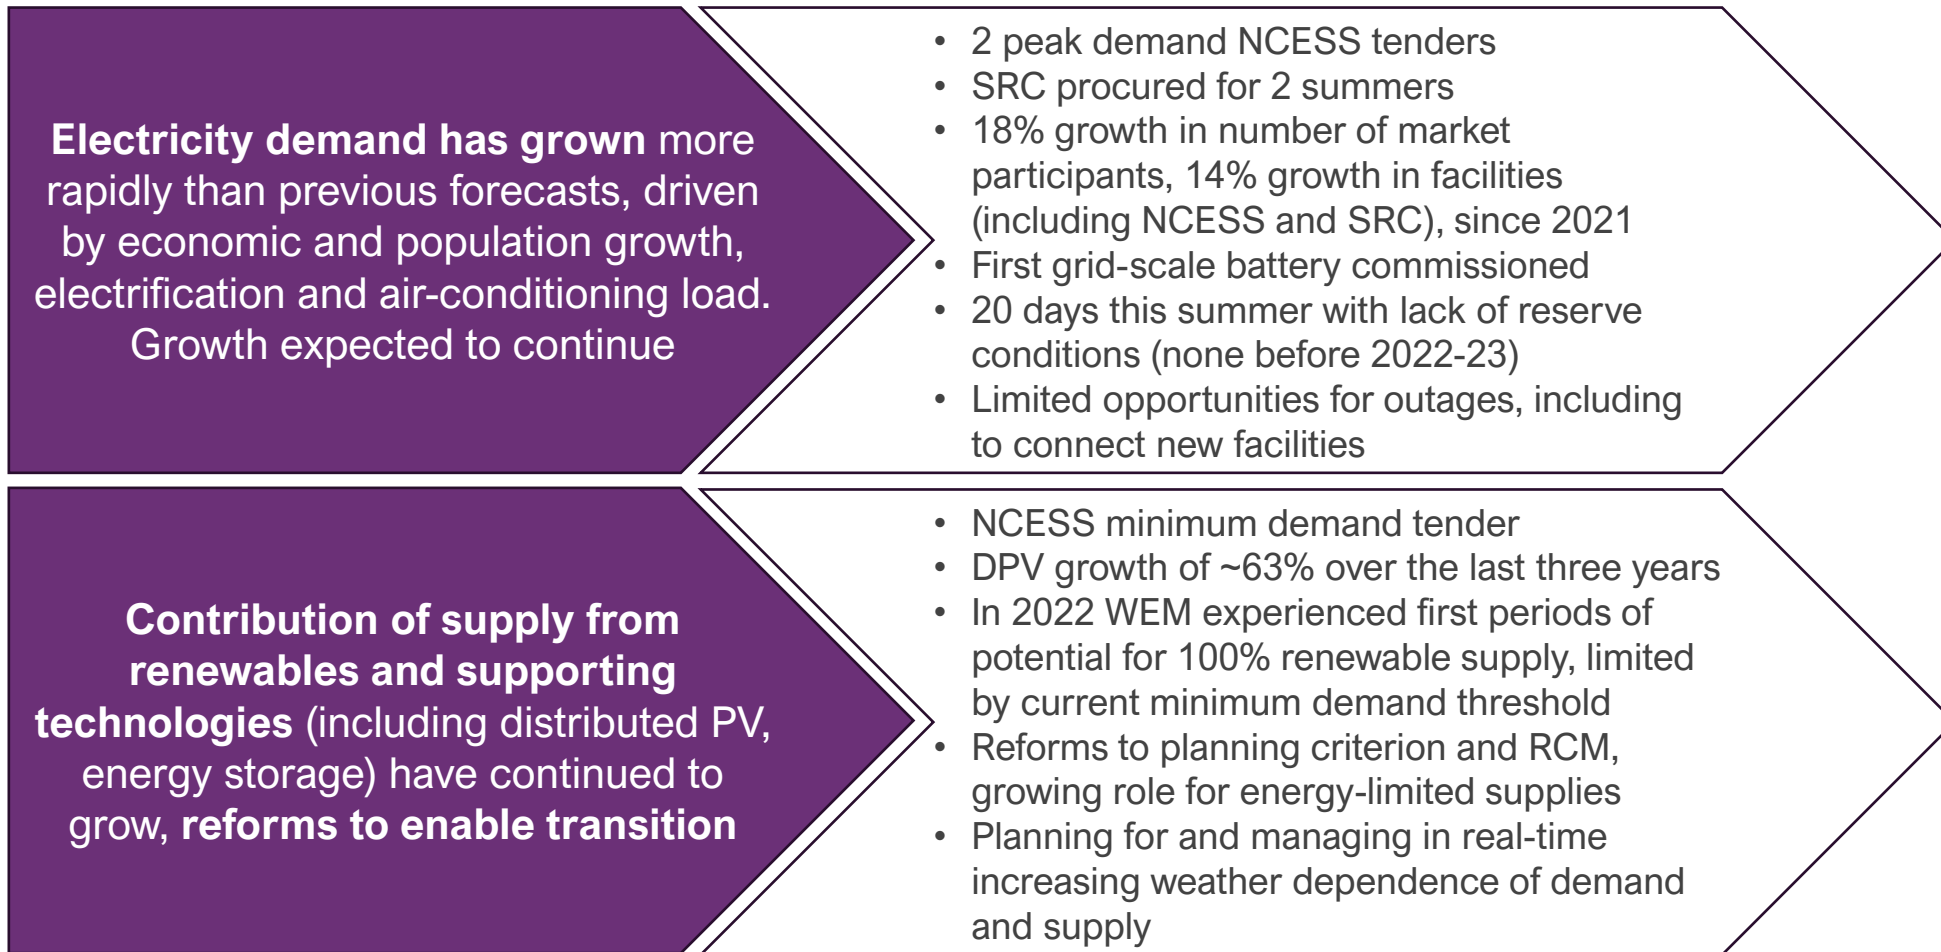 Electricity demand has grown more
rapidly than previous forecasts, driven
by economic and population growth,
electrification and air-conditioning load.
Growth expected to continue
• 2 peak demand NCESS tenders
• SRC procured for 2 summers
• 18% growth in number of market
participants, 14% growth in facilities
(including NCESS and SRC), since 2021
• First grid-scale battery commissioned
• 20 days this summer with lack of reserve
conditions (none before 2022-23)
• Limited opportunities for outages, including
to connect new facilities
Contribution of supply from
renewables and supporting
technologies (including distributed PV,
energy storage) have continued to
grow, reforms to enable transition
• NCESS minimum demand tender
• DPV growth of ~63% over the last three years
• In 2022 WEM experienced first periods of
potential for 100% renewable supply, limited
by current minimum demand threshold
• Reforms to planning criterion and RCM,
growing role for energy-limited supplies
• Planning for and managing in real-time
increasing weather dependence of demand
and supply